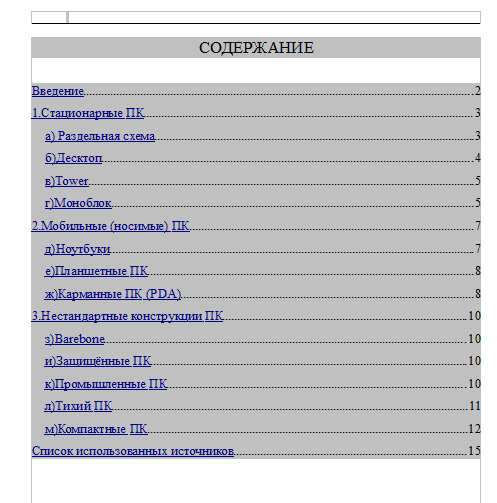 СОДЕРЖАНИЕ
Введение 2
1.Стационарные ПК 3
а) Раздельная схема 3
б)Десктоп 4
в)Tower 5
г)Моноблок 5
2.Мобильные (носимые) ПК 7
д)Ноутбуки 7
е)Планшетные ПК 8
ж)Карманные ПК (PDA) 8
3.Нестандартные конструкции ПК 10
з)Barebone 10
и)Защищённые ПК 10
к)Промышленные ПК 10
л)Тихий ПК 11
м)Компактные ПК 12
Список использованных источников 15